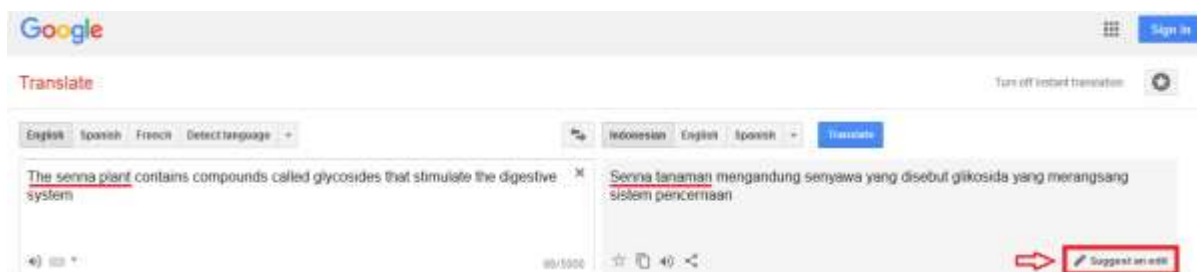 Google
Sign in
Translate
Turn off instant translation
English Spanish French Detect language
Indonesian English Spanish Translate
The senna plant contains compounds called glycosides that stimulate the digestive
system
Senna tanaman mengandung senyawa yang disebut glikosida yang merangsang
sistem pencernaan
Suggest an edit